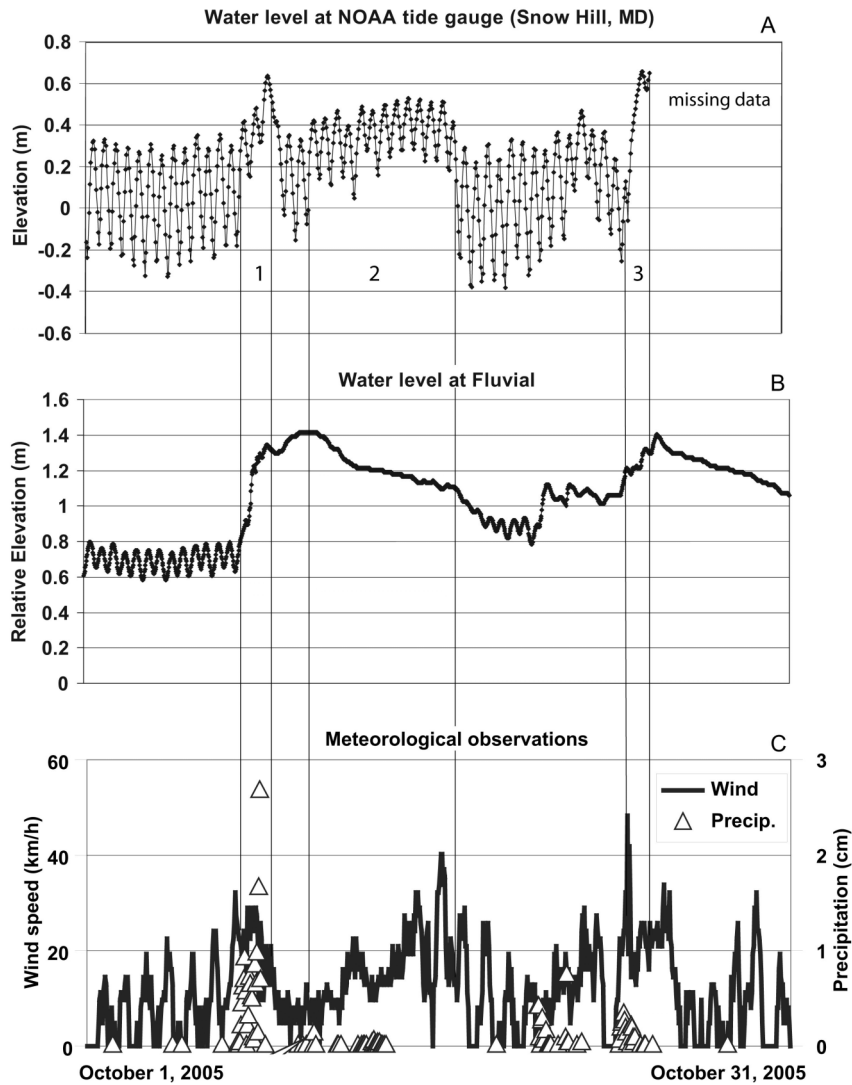 Water level at NOAA tide gauge (Snow Hill, MD)
A
Elevation (m)
0.8
0.6
0.4
0.2
0
-0.2
-0.4
-0.6
missing data
1
2
3
Water level at Fluvial
B
Relative Elevation (m)
1.6
1.4
1.2
1
0.8
0.6
0.4
0.2
0
Meteorological observations
C
Wind speed (km/h)
60
40
20
0
Wind
Precip.
3
2
1
0
Precipitation (cm)
October 1, 2005
October 31, 2005